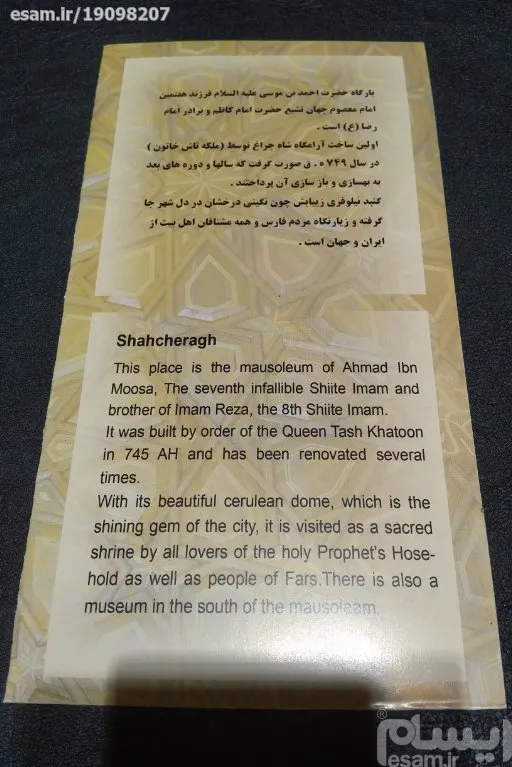 esam.ir/19098207
بارگاه حضرت احمد بن موسی علیه السلام فرزند هفتمین
امام معصوم جهان تشیع حضرت امام کاظم و برادر امام
رضا (ع) است .
اولین ساخت آرامگاه شاه چراغ توسط (ملکه تاش خاتون )
در سال ۷۴۹ ه . ق صورت گرفت که سالها و دوره های بعد
به بهسازی و باز سازی آن پرداختند .
گنبد نیلوفری زیبایش چون نگینی درخشان در دل شهر جا
گرفته و زیارتگاه مردم فارس و همه مشتاقان اهل بیت از
ایران و جهان است .
Shahcheragh
This place is the mausoleum of Ahmad Ibn
Moosa, The seventh infallible Shiite Imam and
brother of Imam Reza, the 8th Shiite Imam.
It was built by order of the Queen Tash Khatoon
in 745 AH and has been renovated several
times.
With its beautiful cerulean dome, which is the
shining gem of the city, it is visited as a sacred
shrine by all lovers of the holy Prophet's Hose-
hold as well as people of Fars.There is also a
museum in the south of the mausoleam.
ایسام
esam.ir